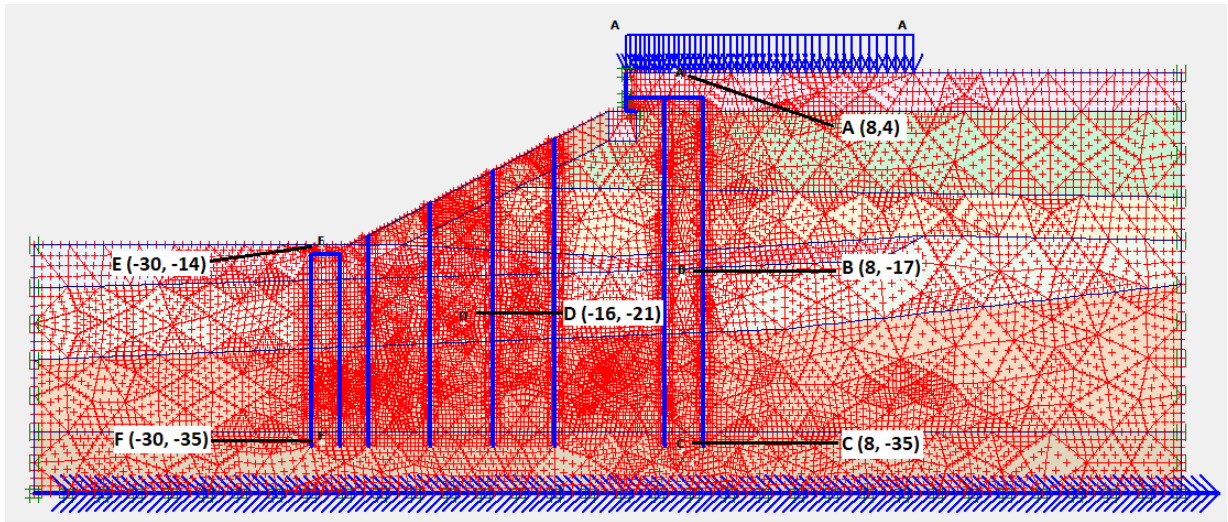 A A
A
A (8,4)
E
E (-30, -14)
B
B (8, -17)
D
D (-16, -21)
F
F (-30, -35)
C
C (8, -35)